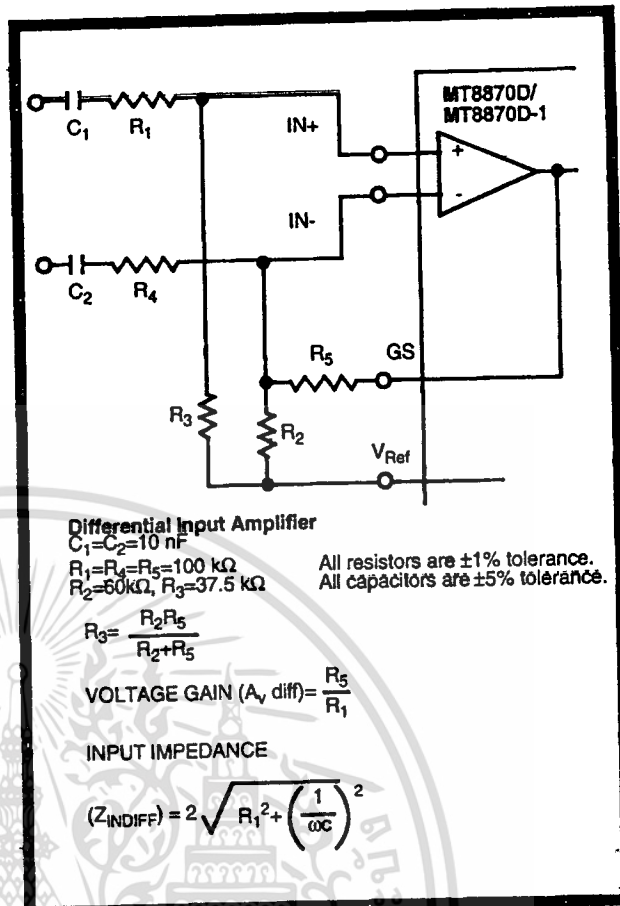 MT8870D/
MT8870D-1
C₁ R₁ IN+
+
-
IN-
C₂ R₄
R₅ GS
R₃ R₂
V_Ref
Differential Input Amplifier
C₁=C₂=10 nF
R₁=R₄=R₅=100 kΩ
R₂=60kΩ, R₃=37.5 kΩ
All resistors are ±1% tolerance.
All capacitors are ±5% tolerance.
R₃= R₂R₅ / R₂+R₅
VOLTAGE GAIN (Aᵥ diff)= R₅ / R₁
INPUT IMPEDANCE
(Z_INDIFF) = 2 √ R₁²+ (1 / ωc)²